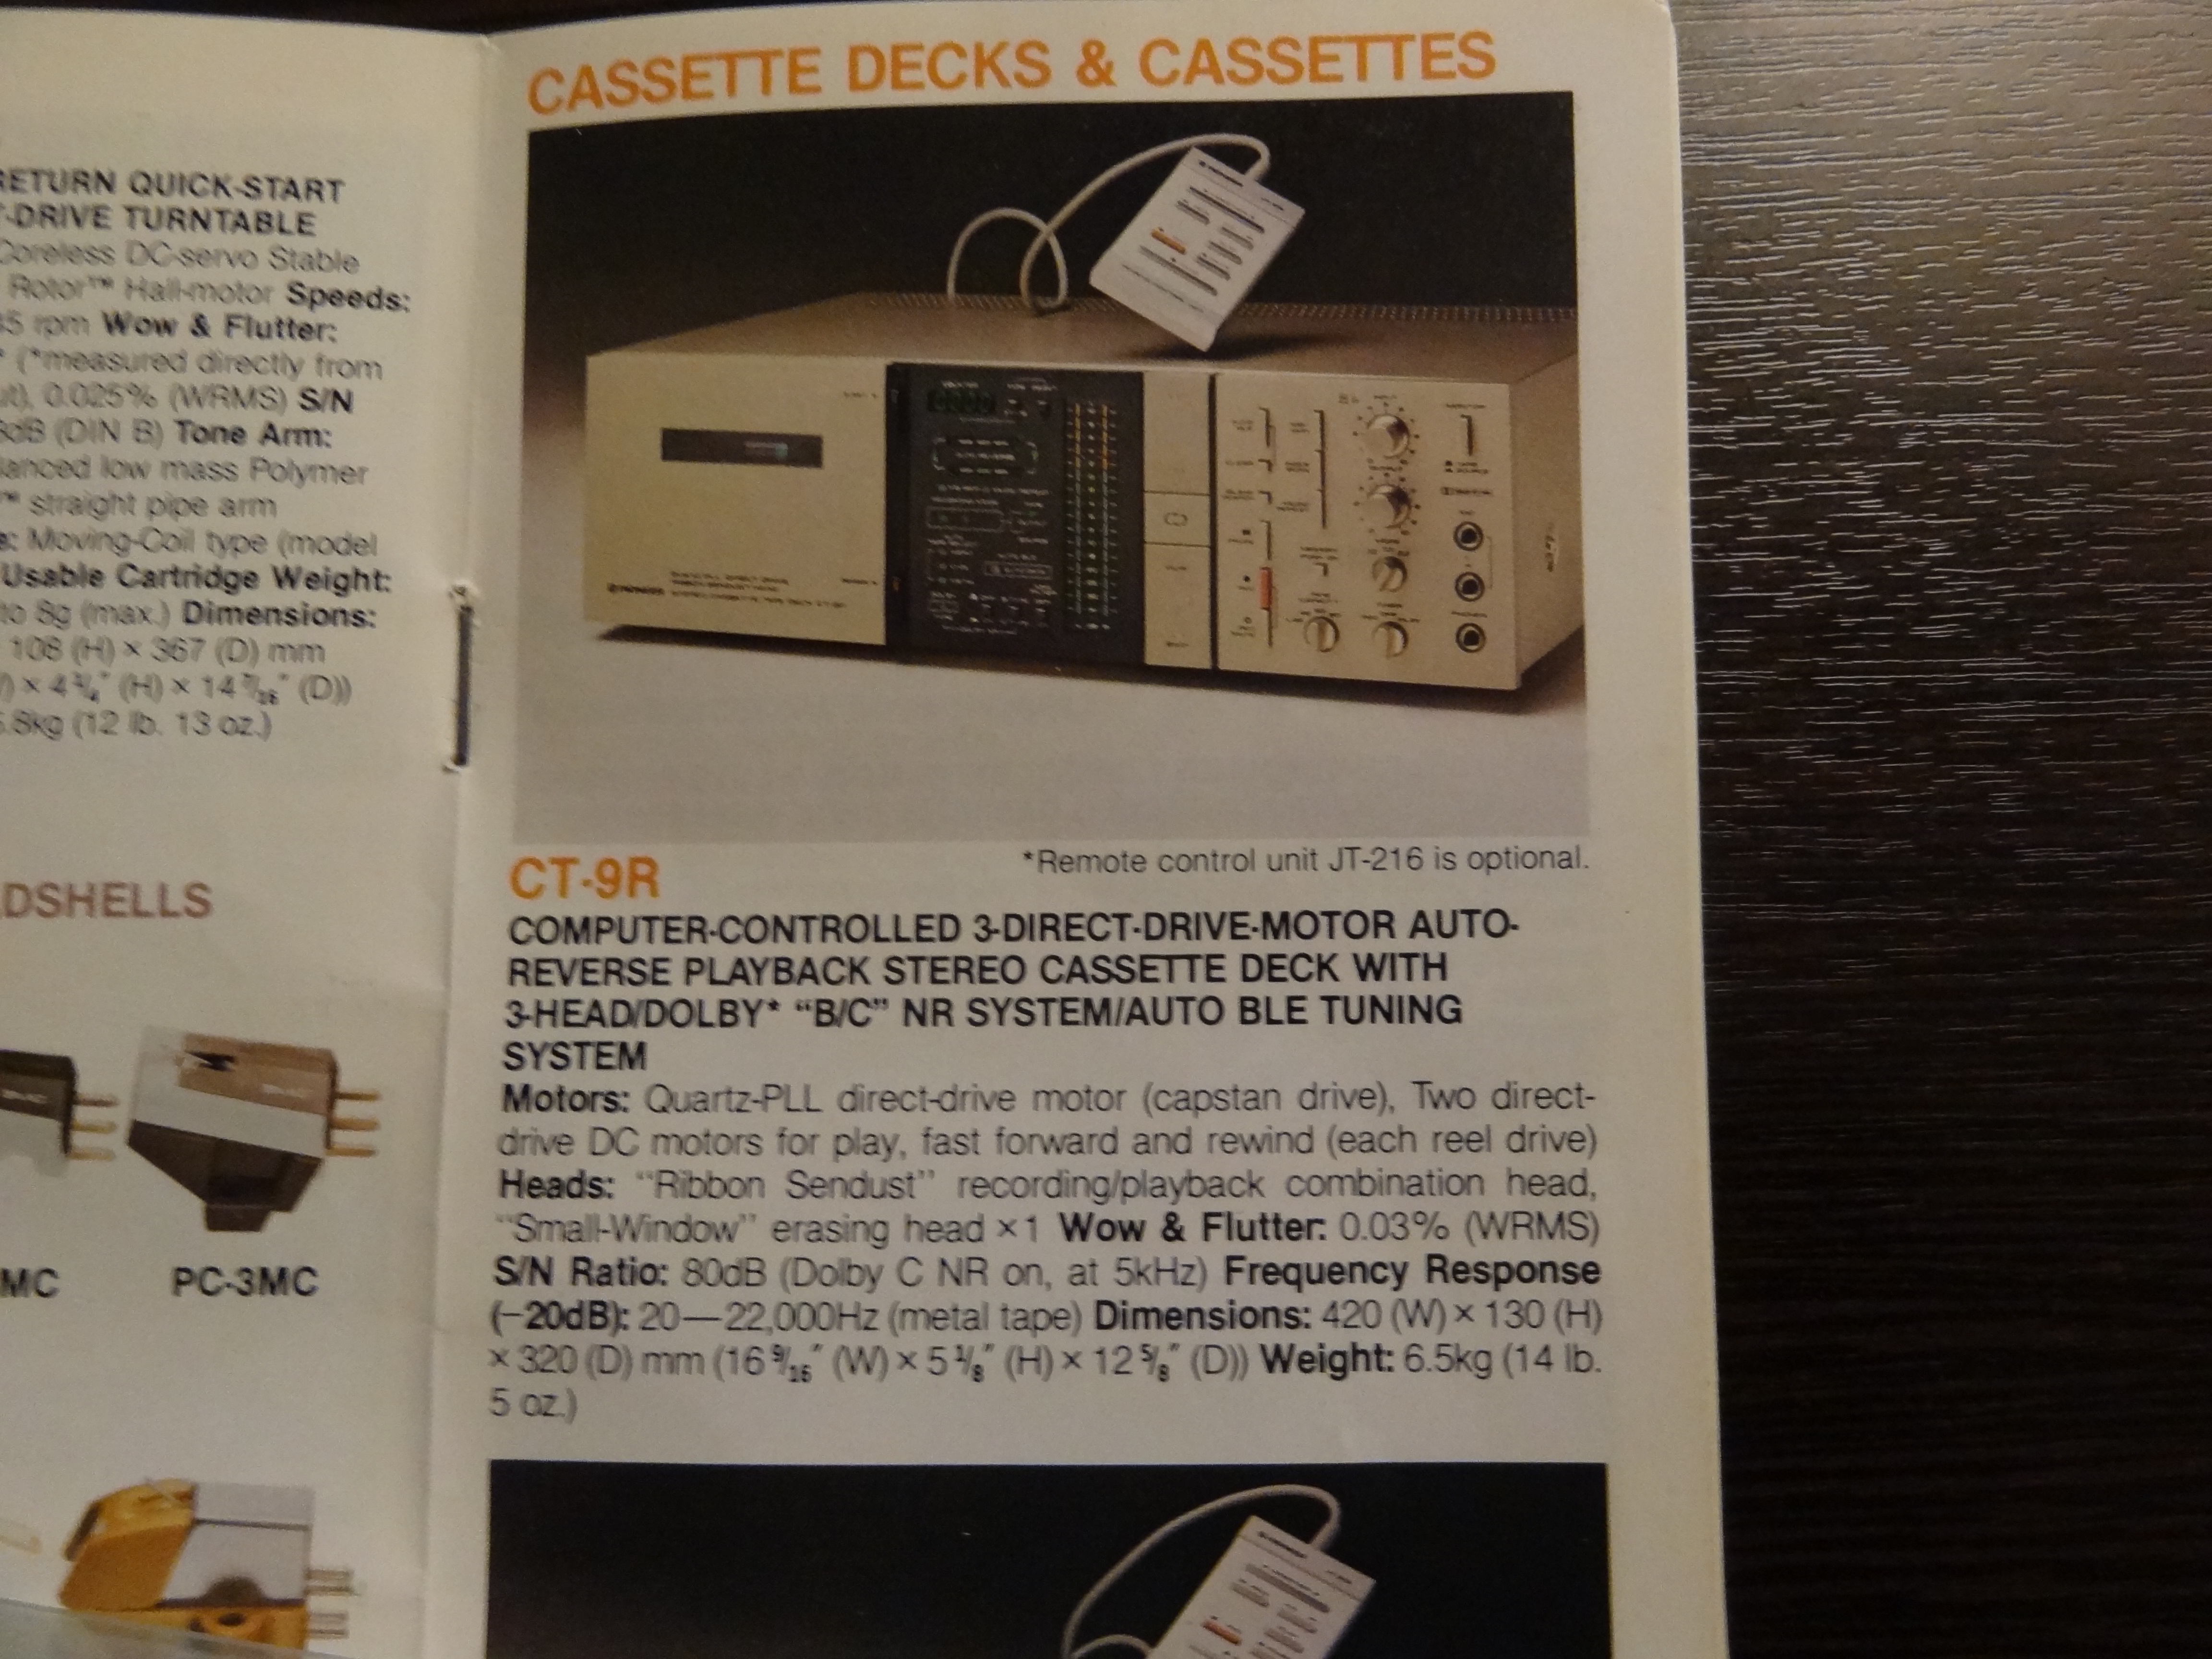 RETURN QUICK-START
T-DRIVE TURNTABLE
Coreless DC-servo Stable
Rotor™ Hall-motor Speeds:
45 rpm Wow & Flutter:
* (*measured directly from
0.025% (WRMS) S/N
8dB (DIN B) Tone Arm:
low mass Polymer
™ straight pipe arm
Moving-Coil type (model
Usable Cartridge Weight:
to 8g (max.) Dimensions:
108 (H) × 367 (D) mm
× 4 1/4" (H) × 14 7/16" (D))
5.8kg (12 lb. 13 oz.)
DSHELLS
MC
PC-3MC
CASSETTE DECKS & CASSETTES
PIONEER
*Remote control unit JT-216 is optional.
CT-9R
COMPUTER-CONTROLLED 3-DIRECT-DRIVE-MOTOR AUTO-
REVERSE PLAYBACK STEREO CASSETTE DECK WITH
3-HEAD/DOLBY* “B/C” NR SYSTEM/AUTO BLE TUNING
SYSTEM
Motors: Quartz-PLL direct-drive motor (capstan drive), Two direct-
drive DC motors for play, fast forward and rewind (each reel drive)
Heads: “Ribbon Sendust” recording/playback combination head,
“Small-Window” erasing head ×1 Wow & Flutter: 0.03% (WRMS)
S/N Ratio: 80dB (Dolby C NR on, at 5kHz) Frequency Response
(−20dB): 20—22,000Hz (metal tape) Dimensions: 420 (W) × 130 (H)
× 320 (D) mm (16 9/16" (W) × 5 1/8" (H) × 12 5/8" (D)) Weight: 6.5kg (14 lb.
5 oz.)